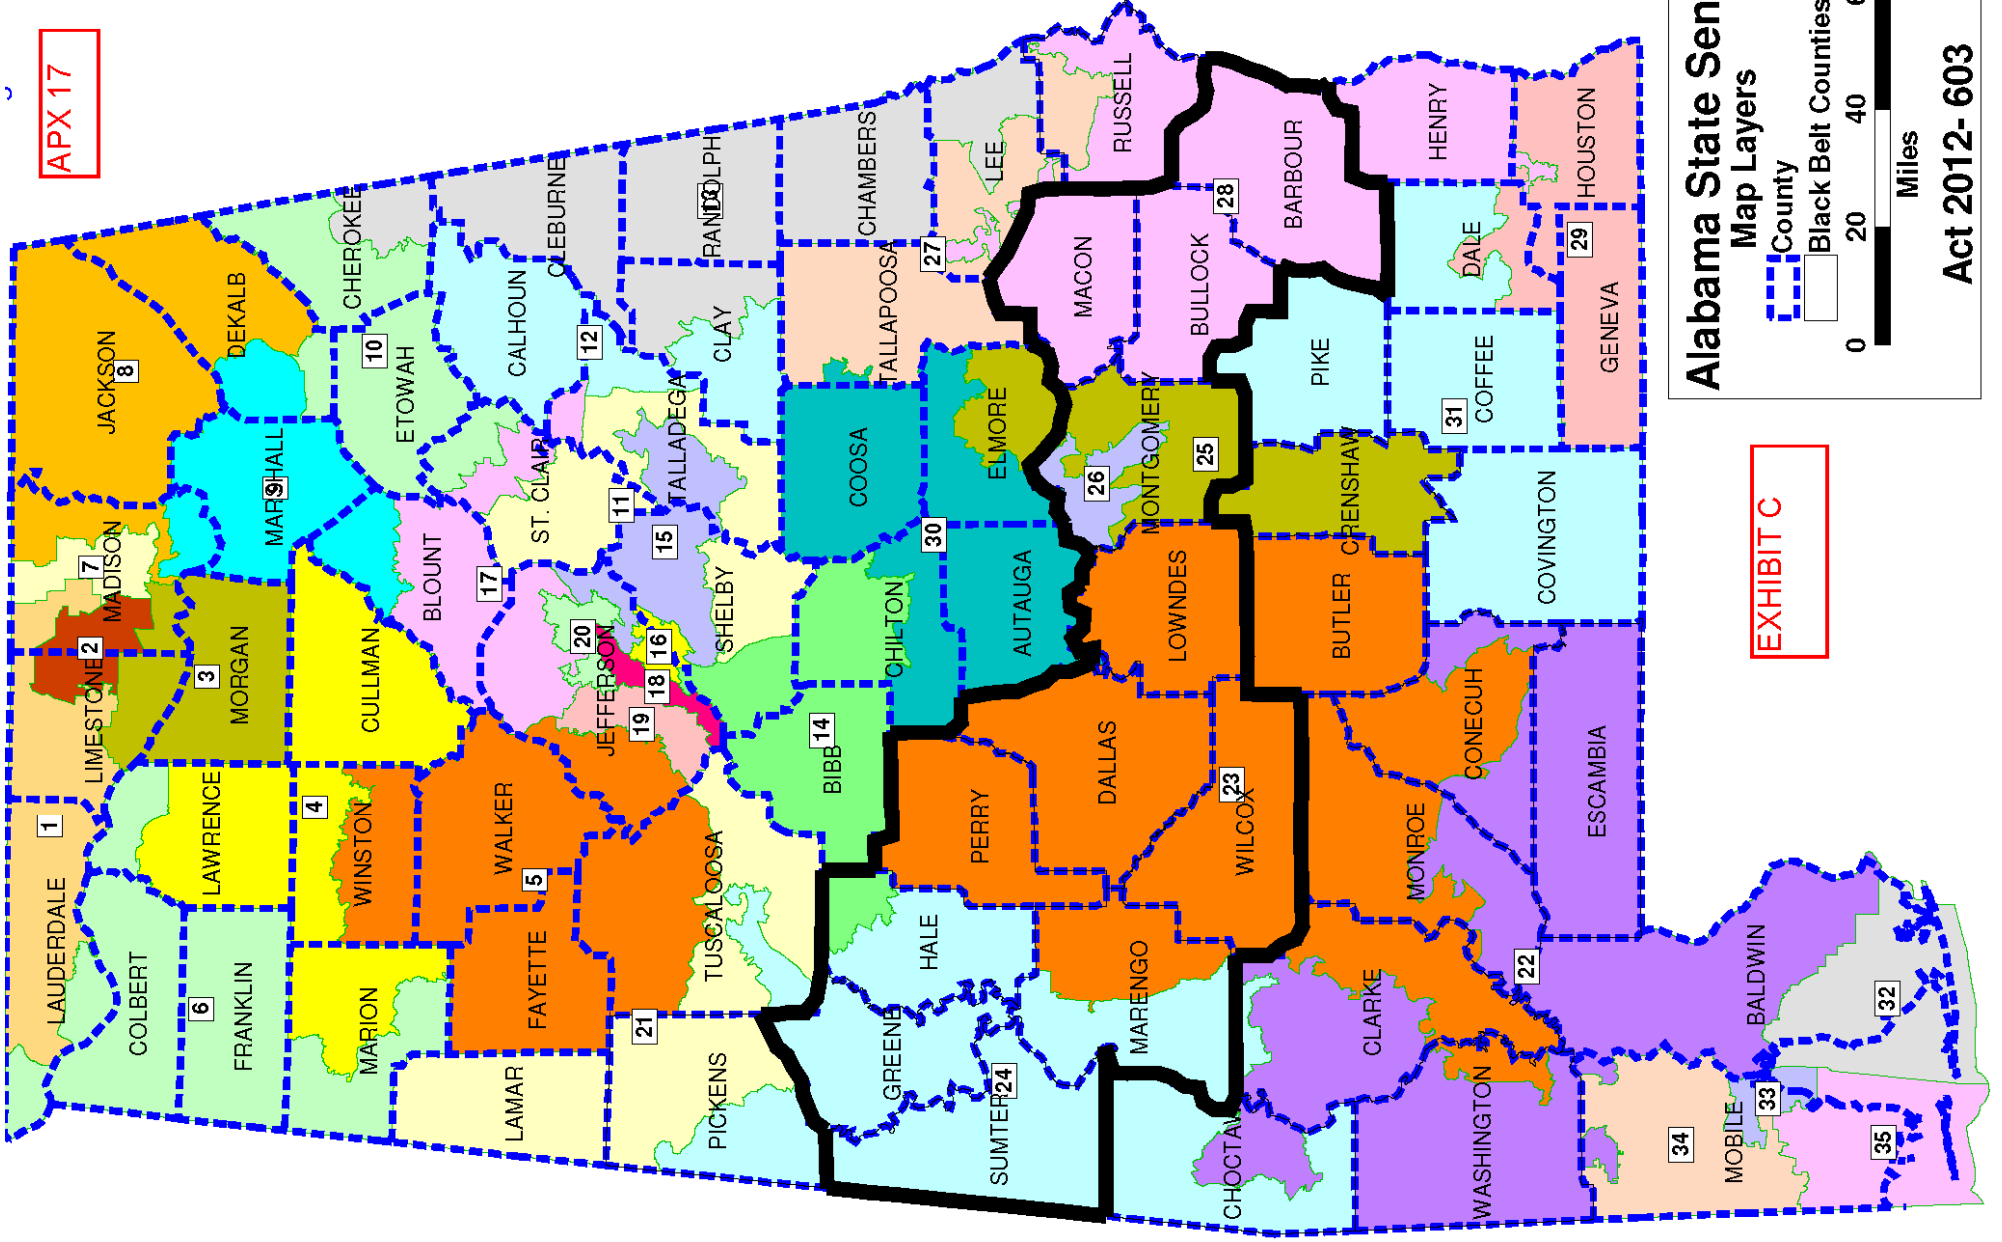 APX 17
JACKSON
8
DEKALB
CHEROKEE
LAUDERDALE
1
LIMESTONE
2
MADISON
7
COLBERT
6
FRANKLIN
LAWRENCE
3
MORGAN
MARSHALL
9
10
ETOWAH
CALHOUN
CLEBURNE
12
4
WINSTON
CULLMAN
BLOUNT
17
MARION
ST. CLAIR
11
TALLADEGA
CLAY
RANDOLPH
13
LAMAR
FAYETTE
5
WALKER
JEFFERSON
20
19
18
16
15
SHELBY
21
PICKENS
TUSCALOOSA
BIBB
14
CHILTON
COOSA
30
TALLAPOOSA
CHAMBERS
27
LEE
GREENE
HALE
PERRY
AUTAUGA
ELMORE
MACON
RUSSELL
SUMTER
24
MARENGO
DALLAS
LOWNDES
26
MONTGOMERY
25
BULLOCK
28
BARBOUR
23
WILCOX
BUTLER
CRENSHAW
PIKE
CHOCTAW
CLARKE
MONROE
CONECUH
COVINGTON
31
COFFEE
DALE
HENRY
WASHINGTON
22
ESCAMBIA
GENEVA
29
HOUSTON
34
MOBILE
33
BALDWIN
32
35
EXHIBIT C
Alabama State Sen
Map Layers
County
Black Belt Counties
0 20 40 6
Miles
Act 2012- 603